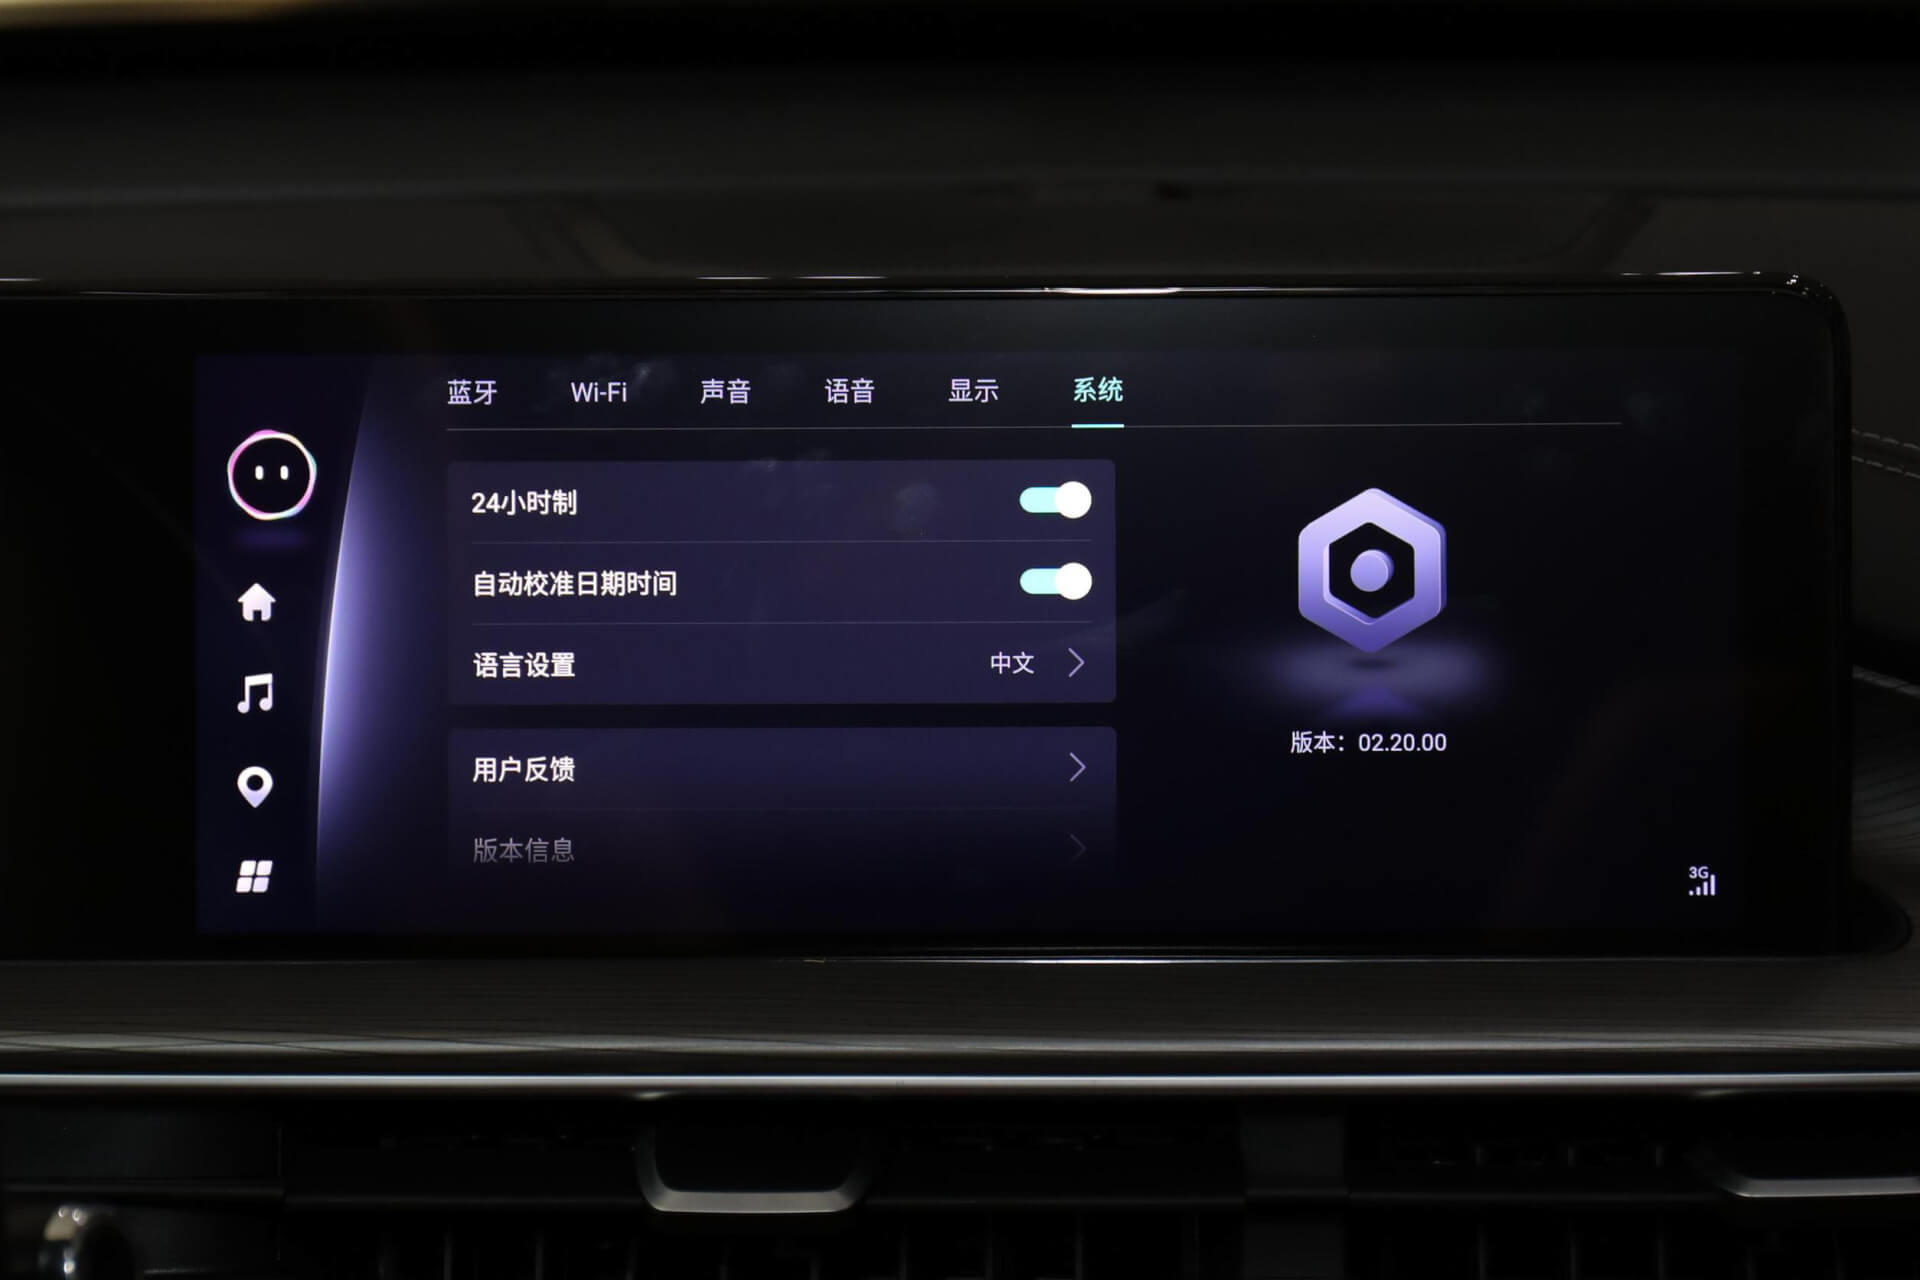 蓝牙 Wi-Fi 声音 语音 显示 系统
24小时制
自动校准日期时间
语言设置 中文
用户反馈
版本信息
版本：02.20.00
3G